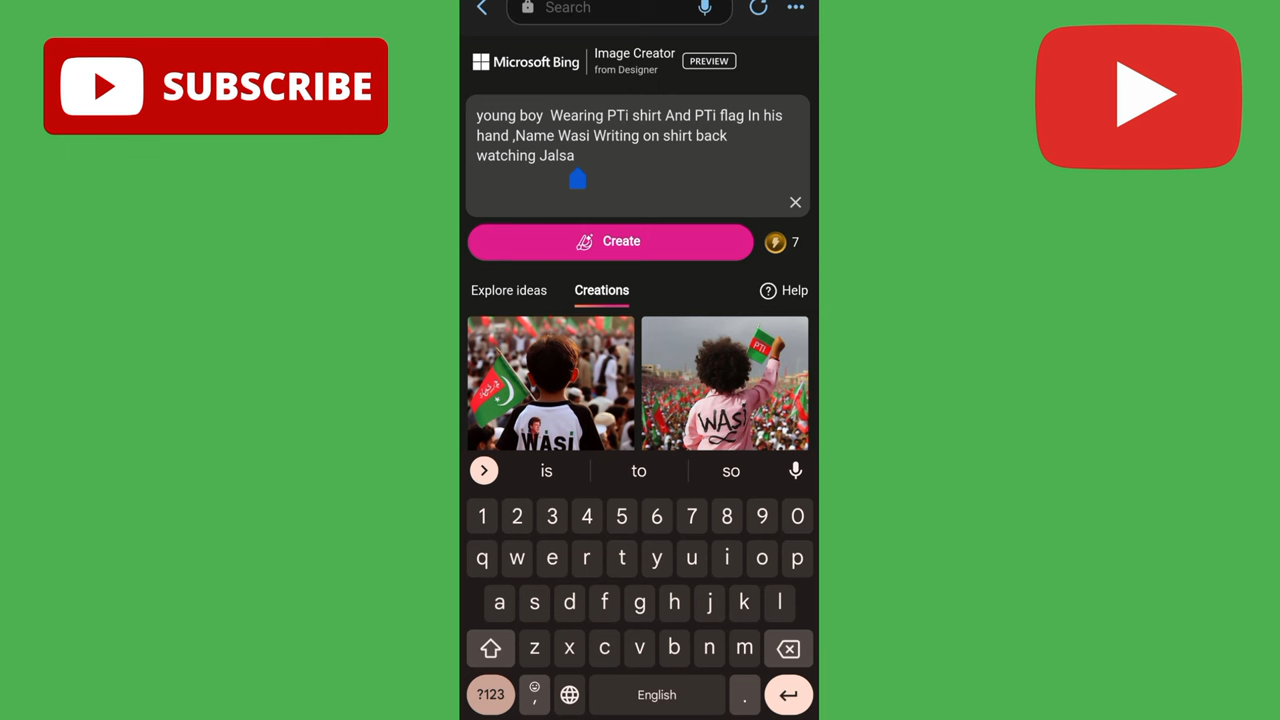 SUBSCRIBE
Search
Microsoft Bing
Image Creator
from Designer
PREVIEW
young boy  Wearing PTi shirt And PTi flag In his
hand ,Name Wasi Writing on shirt back
watching Jalsa
Create
7
Explore ideas
Creations
Help
WASI
PTi
WASi
is
to
so
1 2 3 4 5 6 7 8 9 0
q w e r t y u i o p
a s d f g h j k l
z x c v b n m
?123
,
English
.